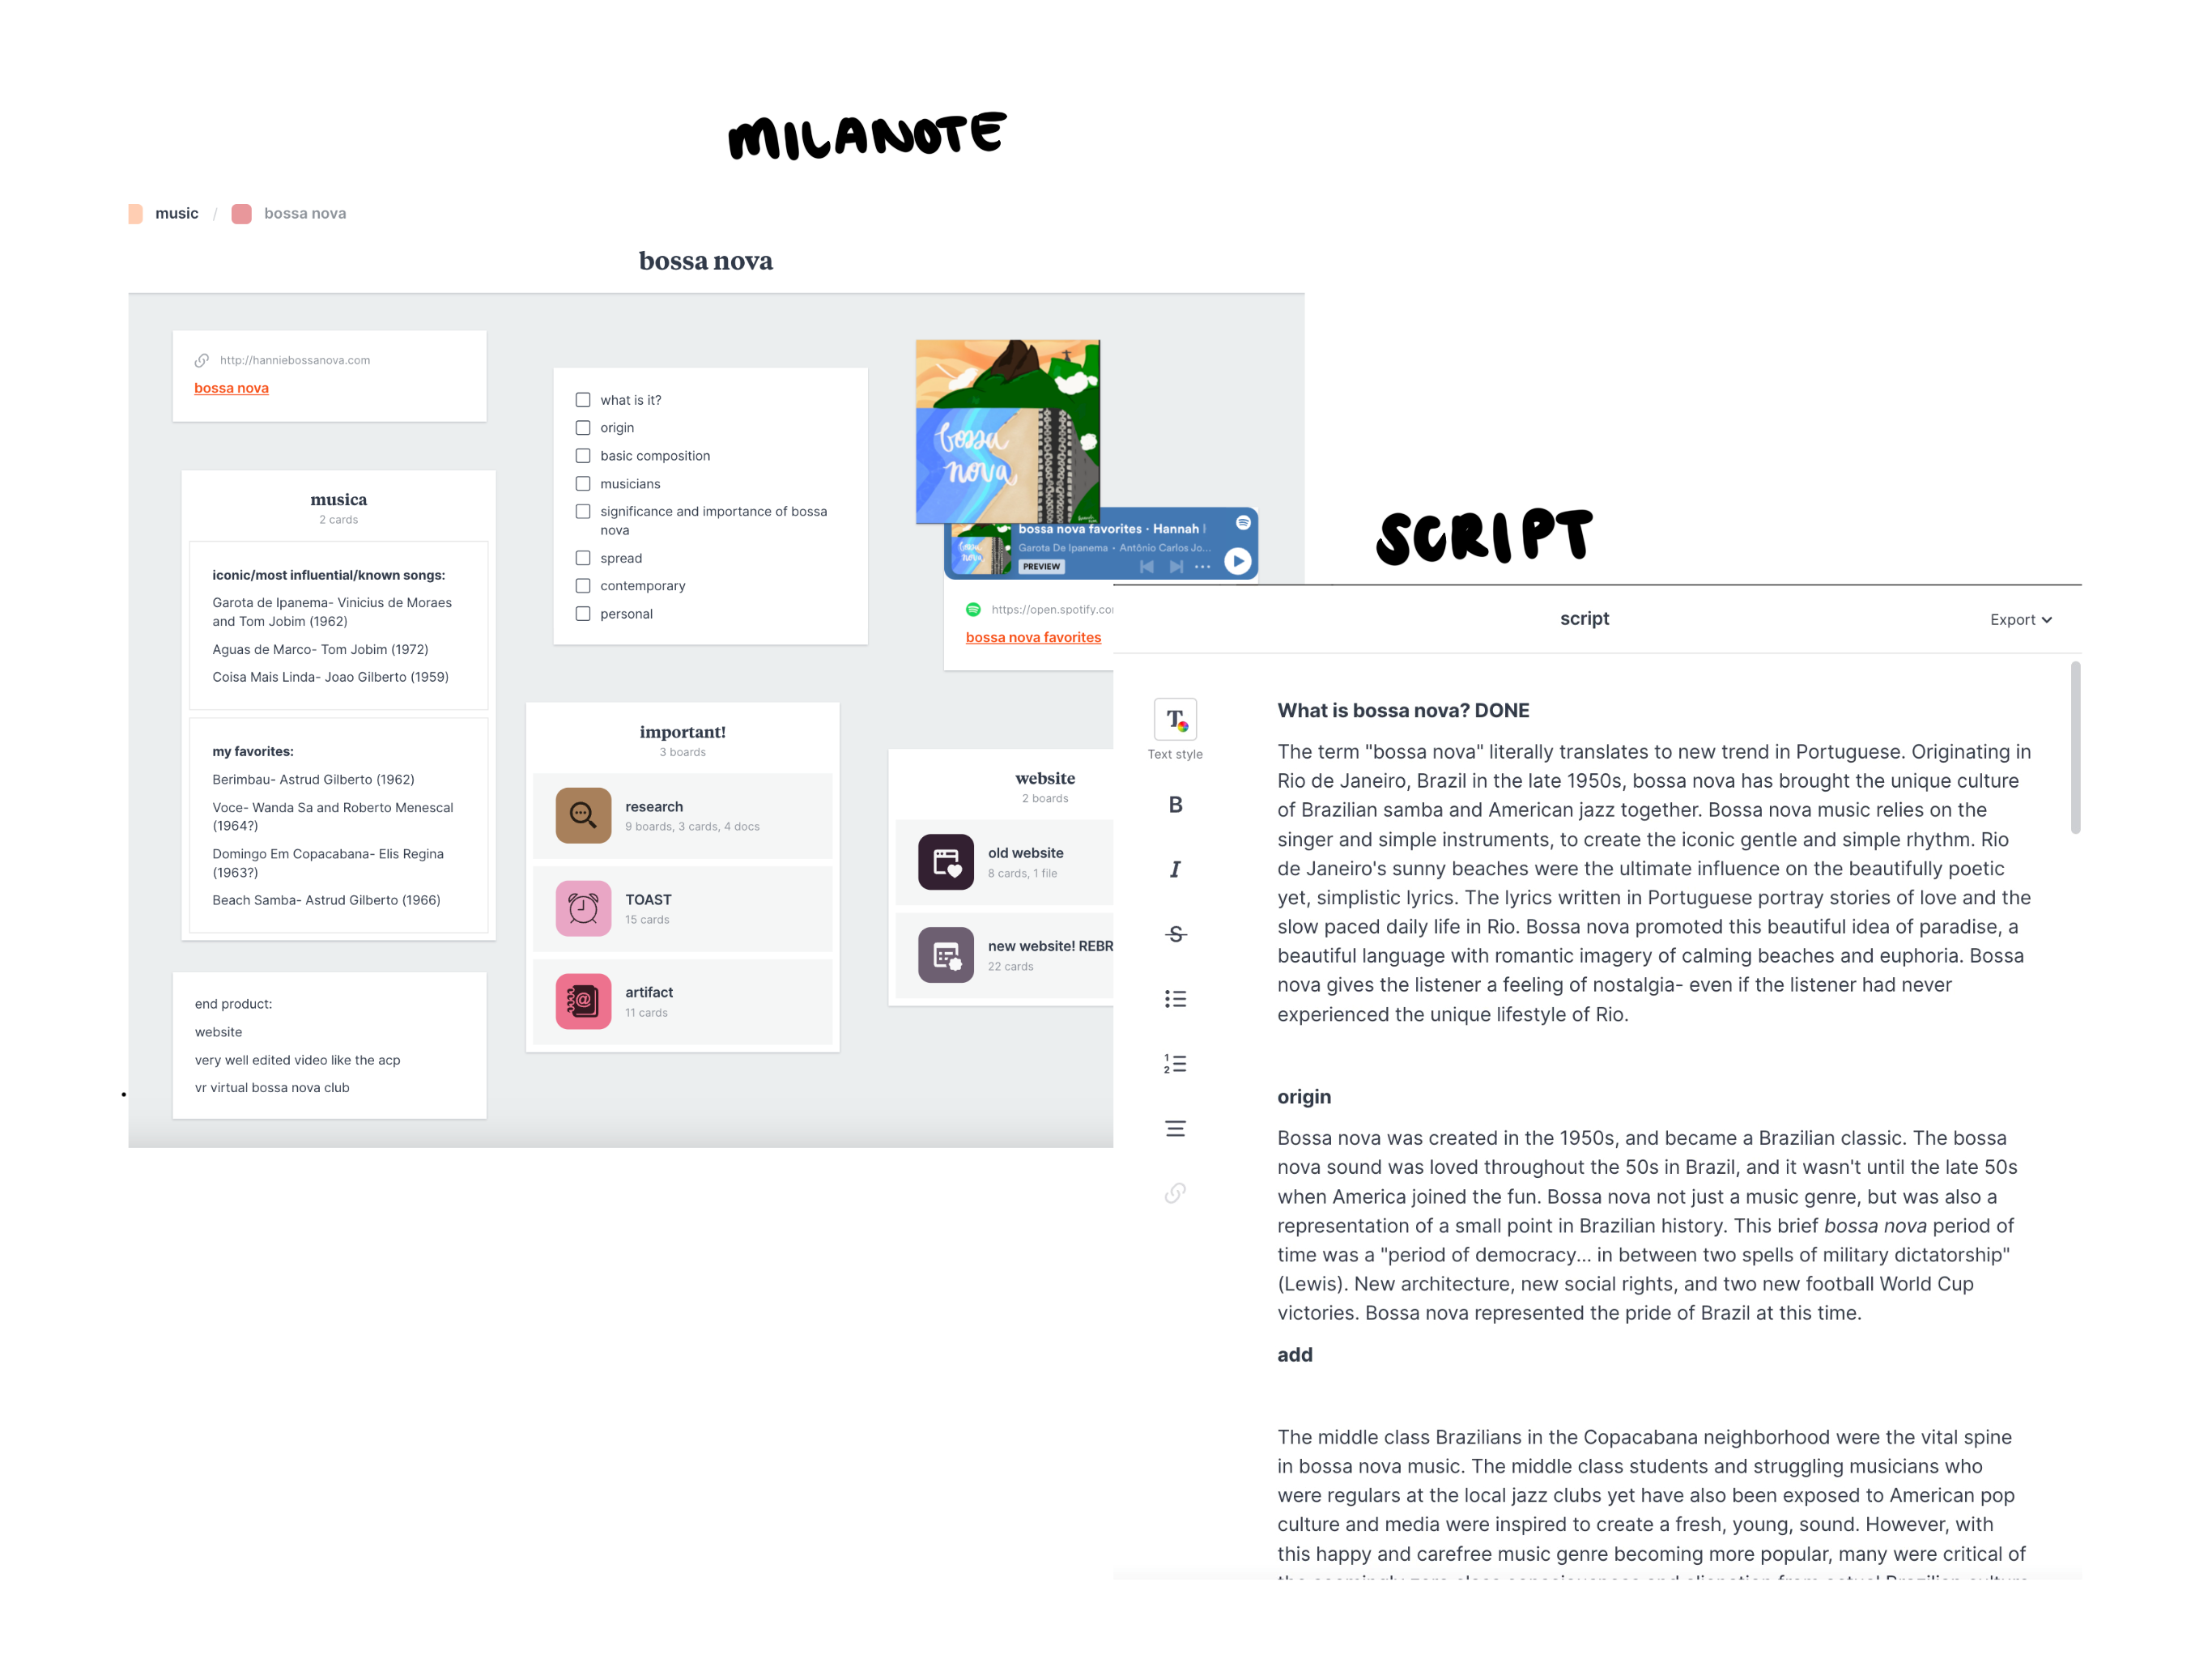 MILANOTE
music / bossa nova
bossa nova
http://hanniebossanova.com
bossa nova
musica
2 cards
iconic/most influential/known songs:
Garota de Ipanema- Vinicius de Moraes
and Tom Jobim (1962)
Aguas de Marco- Tom Jobim (1972)
Coisa Mais Linda- Joao Gilberto (1959)
my favorites:
Berimbau- Astrud Gilberto (1962)
Voce- Wanda Sa and Roberto Menescal
(1964?)
Domingo Em Copacabana- Elis Regina
(1963?)
Beach Samba- Astrud Gilberto (1966)
end product:
website
very well edited video like the acp
vr virtual bossa nova club
what is it?
origin
basic composition
musicians
significance and importance of bossa
nova
spread
contemporary
personal
important!
3 boards
research
9 boards, 3 cards, 4 docs
TOAST
15 cards
artifact
11 cards
bossa
nova
bossa nova favorites · Hannah
Garota De Ipanema • Antônio Carlos Jo...
PREVIEW
https://open.spotify.co
bossa nova favorites
website
2 boards
old website
8 cards, 1 file
new website! REBR
22 cards
SCRIPT
script
Export
Text style
B
I
S
What is bossa nova? DONE
The term "bossa nova" literally translates to new trend in Portuguese. Originating in
Rio de Janeiro, Brazil in the late 1950s, bossa nova has brought the unique culture
of Brazilian samba and American jazz together. Bossa nova music relies on the
singer and simple instruments, to create the iconic gentle and simple rhythm. Rio
de Janeiro's sunny beaches were the ultimate influence on the beautifully poetic
yet, simplistic lyrics. The lyrics written in Portuguese portray stories of love and the
slow paced daily life in Rio. Bossa nova promoted this beautiful idea of paradise, a
beautiful language with romantic imagery of calming beaches and euphoria. Bossa
nova gives the listener a feeling of nostalgia- even if the listener had never
experienced the unique lifestyle of Rio.
origin
Bossa nova was created in the 1950s, and became a Brazilian classic. The bossa
nova sound was loved throughout the 50s in Brazil, and it wasn't until the late 50s
when America joined the fun. Bossa nova not just a music genre, but was also a
representation of a small point in Brazilian history. This brief bossa nova period of
time was a "period of democracy... in between two spells of military dictatorship"
(Lewis). New architecture, new social rights, and two new football World Cup
victories. Bossa nova represented the pride of Brazil at this time.
add
The middle class Brazilians in the Copacabana neighborhood were the vital spine
in bossa nova music. The middle class students and struggling musicians who
were regulars at the local jazz clubs yet have also been exposed to American pop
culture and media were inspired to create a fresh, young, sound. However, with
this happy and carefree music genre becoming more popular, many were critical of